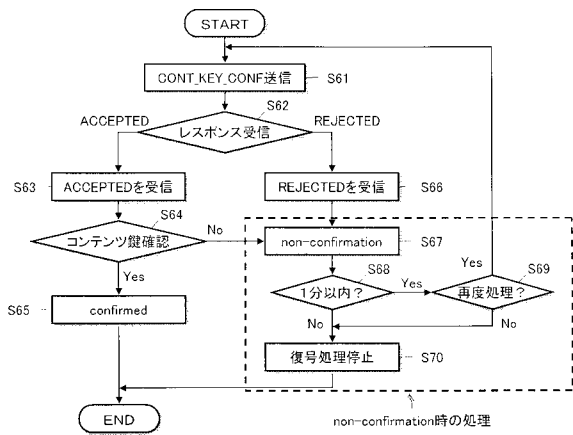 START
CONT_KEY_CONF送信
S61
S62
ACCEPTED
REJECTED
レスポンス受信
S63
ACCEPTEDを受信
REJECTEDを受信
S66
S64
コンテンツ鍵確認
No
non-confirmation
S67
Yes
S68
S69
1分以内?
Yes
再度処理?
Yes
S65
confirmed
No
No
復号処理停止
S70
END
non-confirmation時の処理